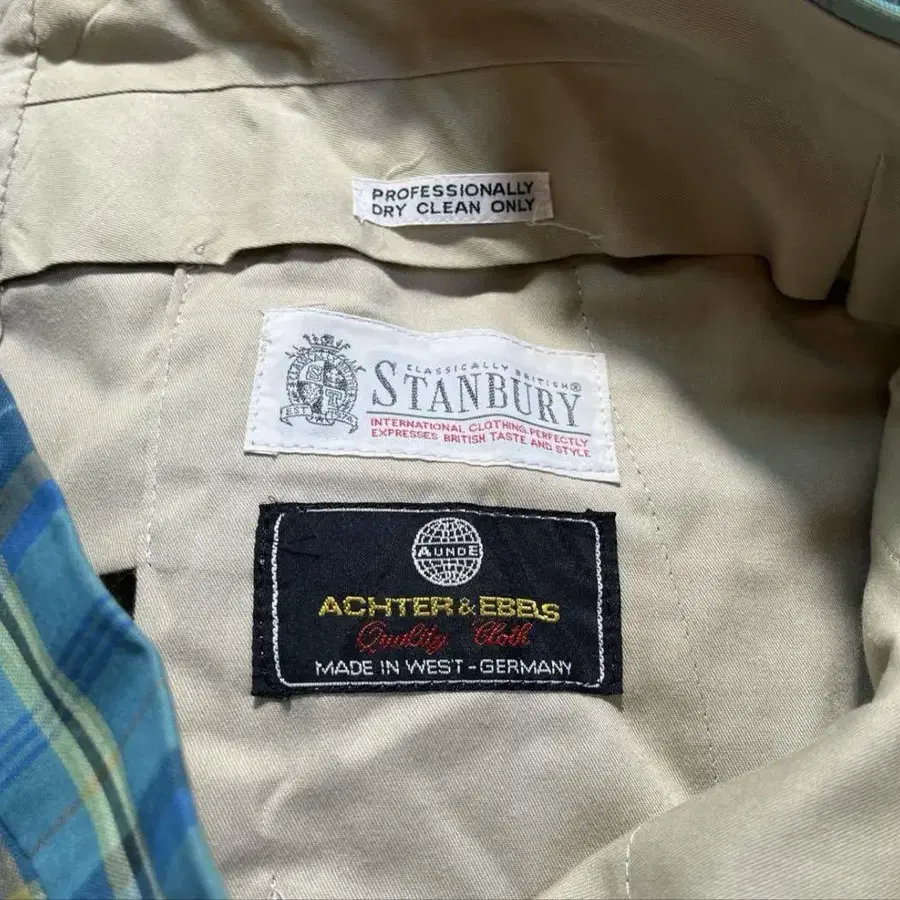 PROFESSIONALLY
DRY CLEAN ONLY
CLASSICALLY BRITISH®
STANBURY
EST
INTERNATIONAL CLOTHING.PERFECTLY
EXPRESSES BRITISH TASTE AND STYLE
AUNDE
ACHTER & EBELS
Quality Cloth
MADE IN WEST-GERMANY